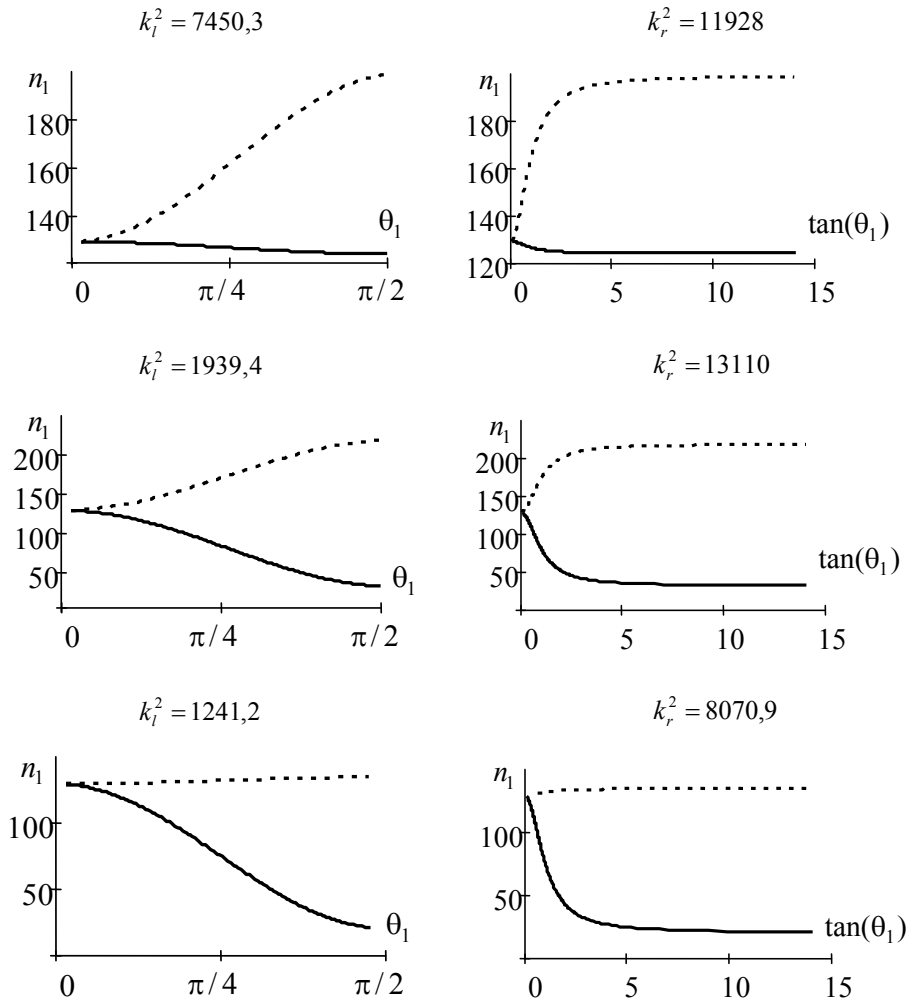 k_l^2 = 7450,3
k_r^2 = 11928
n_1
180
160
140
θ_1
0
π/4
π/2
n_1
180
160
140
120
tan(θ_1)
0
5
10
15
k_l^2 = 1939,4
k_r^2 = 13110
n_1
200
150
100
50
θ_1
0
π/4
π/2
n_1
200
150
100
50
tan(θ_1)
0
5
10
15
k_l^2 = 1241,2
k_r^2 = 8070,9
n_1
100
50
θ_1
0
π/4
π/2
n_1
100
50
tan(θ_1)
0
5
10
15